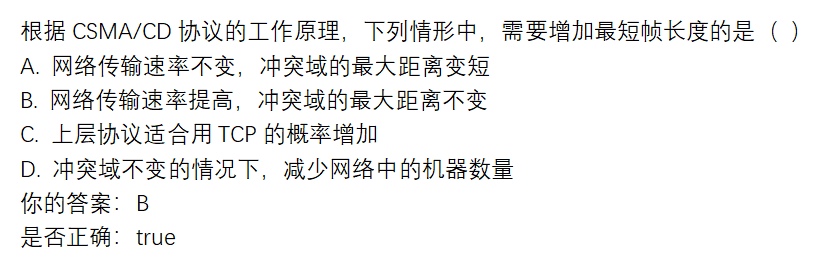 根据 CSMA/CD 协议的工作原理，下列情形中，需要增加最短帧长度的是（ ）
A. 网络传输速率不变，冲突域的最大距离变短
B. 网络传输速率提高，冲突域的最大距离不变
C. 上层协议适合用 TCP 的概率增加
D. 冲突域不变的情况下，减少网络中的机器数量
你的答案：B
是否正确：true